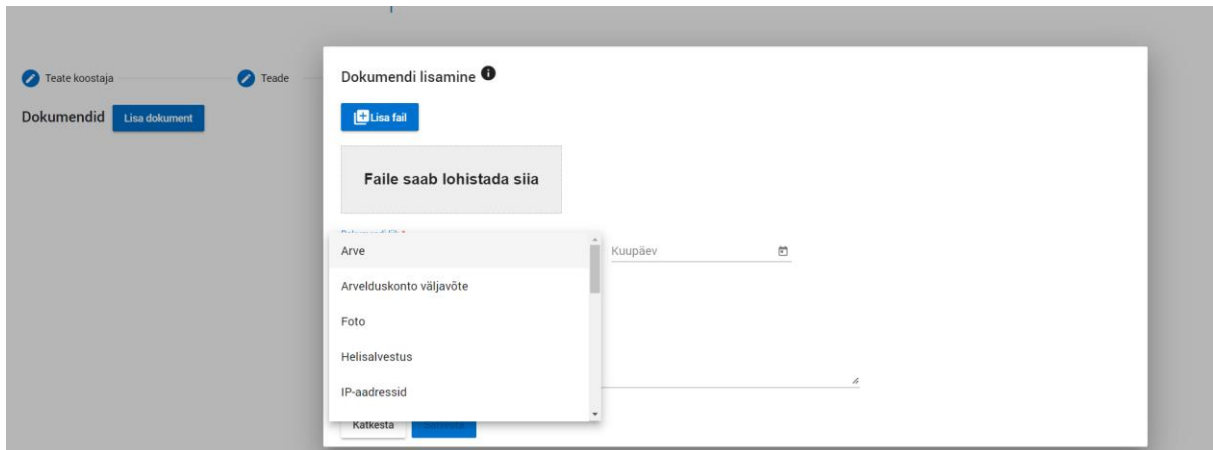 Teate koostaja
Teade
Dokumendid
Lisa dokument
Dokumendi lisamine
Lisa fail
Faile saab lohistada siia
Arve
Kuupäev
Arvelduskonto väljavõte
Foto
Helisalvestus
IP-aadressid
Katkesta